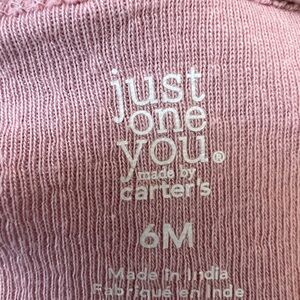 just
one
you®
made by
carter's
6M
Made in India
Fabriqué en Inde